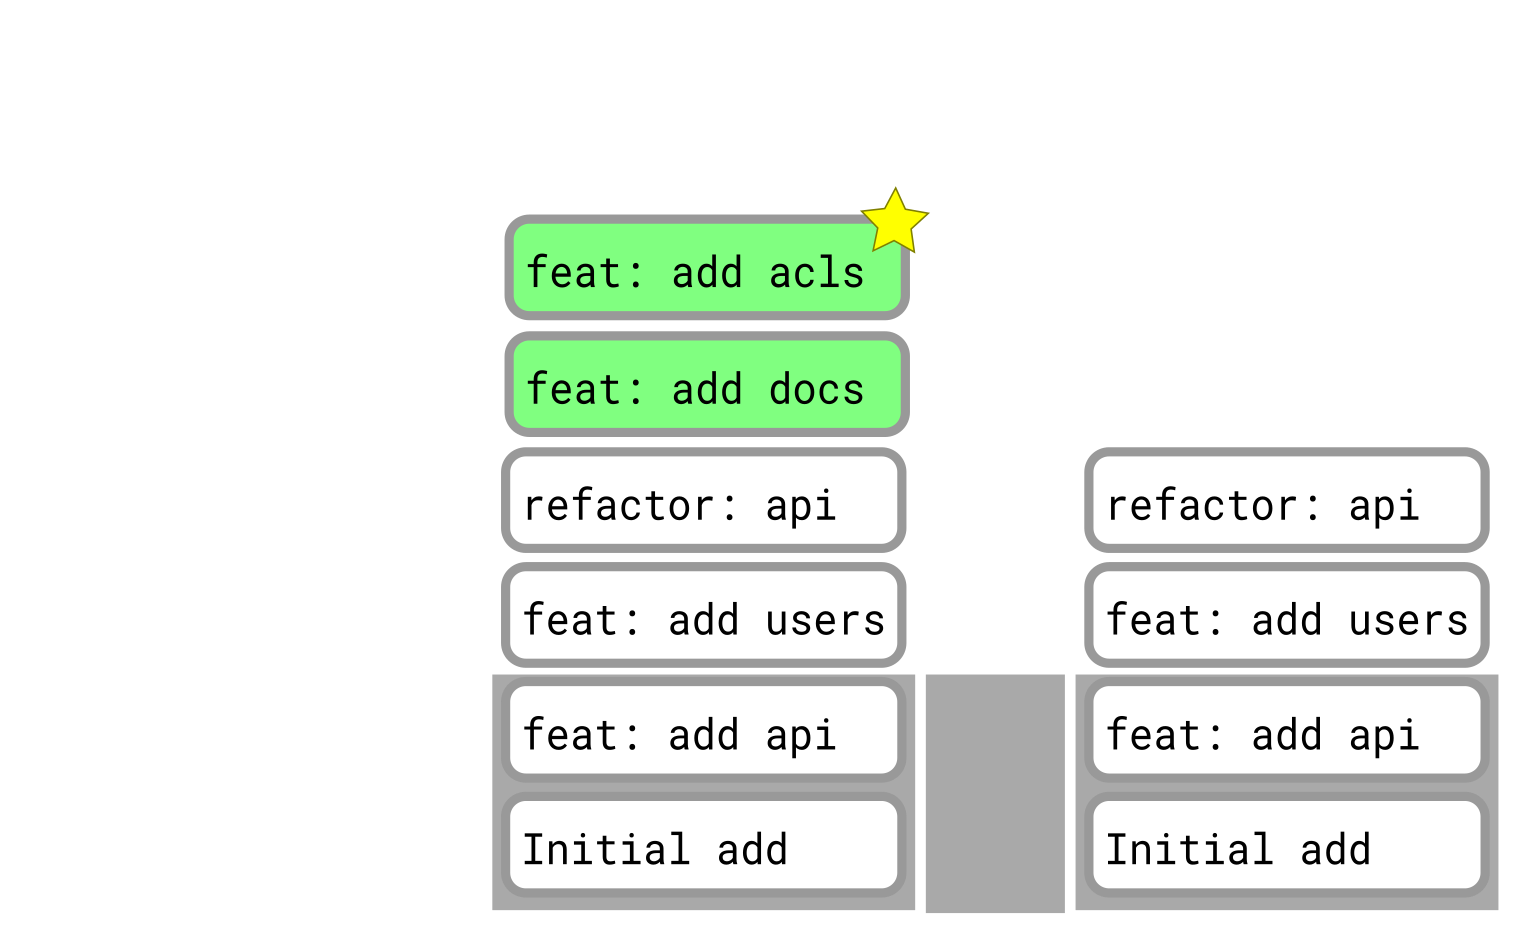 feat: add acls
feat: add docs
refactor: api
feat: add users
feat: add api
Initial add
refactor: api
feat: add users
feat: add api
Initial add